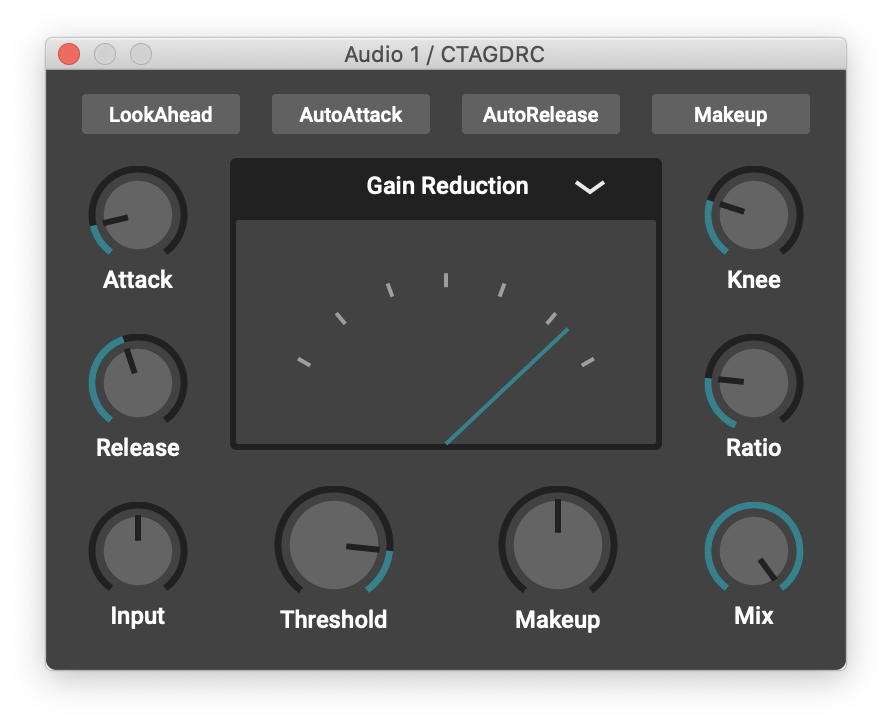 Audio 1 / CTAGDRC
LookAhead
AutoAttack
AutoRelease
Makeup
Gain Reduction
Attack
Knee
Release
Ratio
Input
Threshold
Makeup
Mix